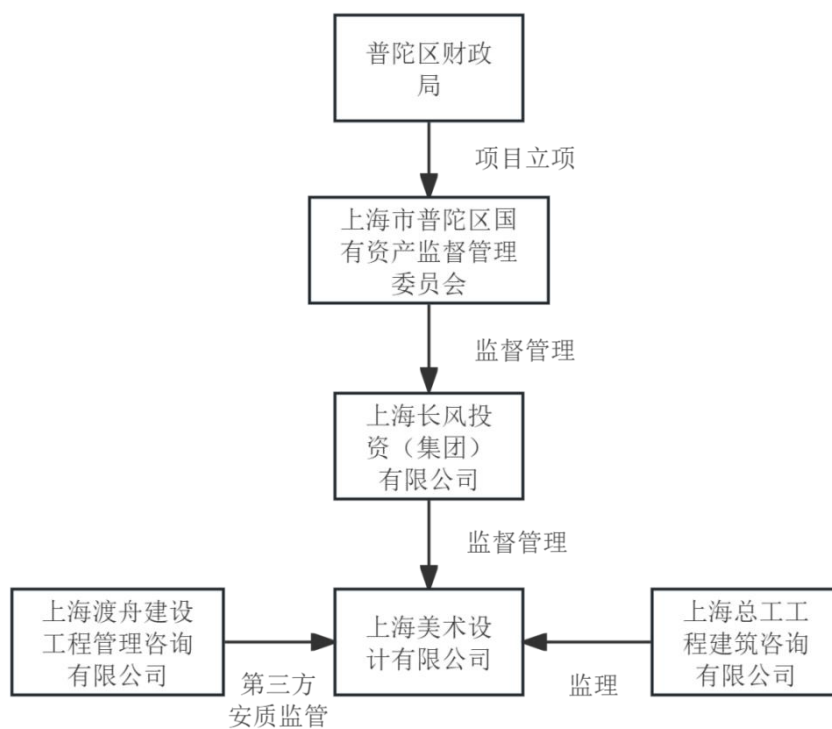 普陀区财政
局
项目立项
上海市普陀区国
有资产监督管理
委员会
监督管理
上海长风投
资（集团）
有限公司
监督管理
上海渡舟建设
工程管理咨询
有限公司
第三方
安质监管
上海美术设
计有限公司
监理
上海总工工
程建筑咨询
有限公司